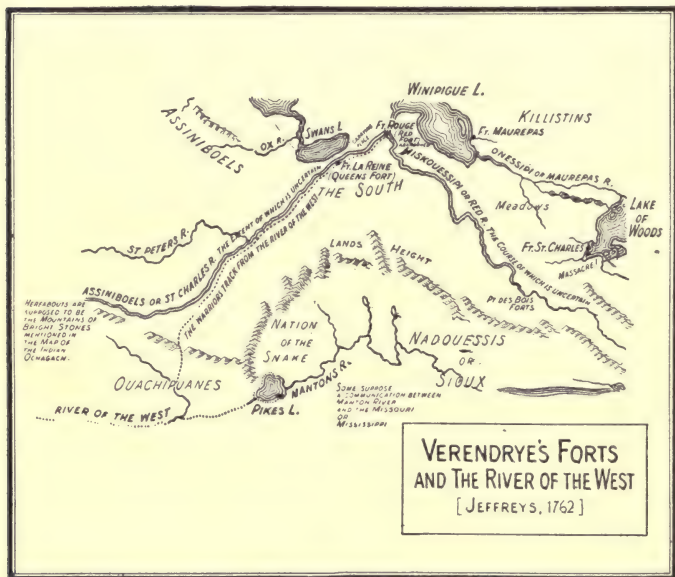 WINIPIGUE L.
KILLISTINS
ASSINIBOELS
OX R.
SWANS L
CARRYING PLACE
FT. ROUGE
RED FORT
FT. MAUREPAS
ONESSIPI OR MAUREPAS R.
FT. LA REINE
(QUEENS FORT)
THE SOUTH
MISKOUESSIPI OR RED R. THE COURSE OF WHICH IS UNCERTAIN
Meadows
LAKE
OF
WOODS
FT. ST. CHARLES
MASSACRE!
ST PETERS R.
LANDS HEIGHT
ASSINIBOELS OR ST CHARLES R. THE EXTENT OF WHICH IS UNCERTAIN
THE WARRIORS TRACK FROM THE RIVER OF THE WEST
PT DES BOIS
FORTS
HEREABOUTS ARE
SUPPOSED TO BE
THE MOUNTAINS OF
BRIGHT STONES
MENTIONED IN
THE MAP OF
THE INDIAN
OCHAGACH.
NATION
OF THE
SNAKE
NADOUESSIS
OR
SIOUX
OUACHIPUANES
MANTONS R.
RIVER OF THE WEST
PIKES L.
SOME SUPPOSE
A COMMUNICATION BETWEEN
MANTON RIVER
AND THE MISSOURI
OR
MISSISSIPPI
VERENDRYE'S FORTS
AND THE RIVER OF THE WEST
[JEFFREYS, 1762]